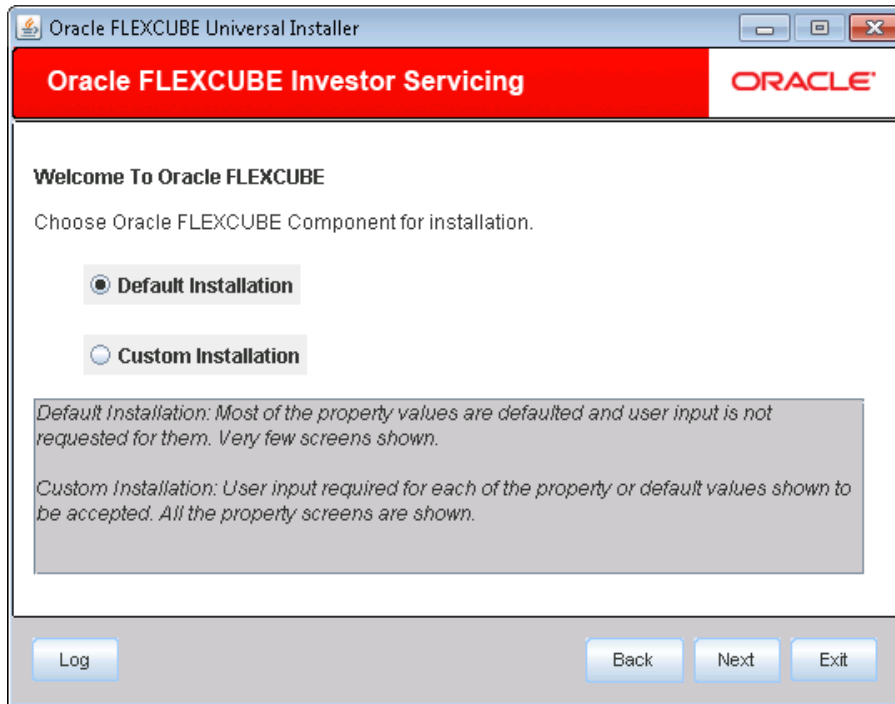 Oracle FLEXCUBE Universal Installer
Oracle FLEXCUBE Investor Servicing
ORACLE
Welcome To Oracle FLEXCUBE
Choose Oracle FLEXCUBE Component for installation.
Default Installation
Custom Installation
Default Installation: Most of the property values are defaulted and user input is not
requested for them. Very few screens shown.
Custom Installation: User input required for each of the property or default values shown to
be accepted. All the property screens are shown.
Log
Back
Next
Exit